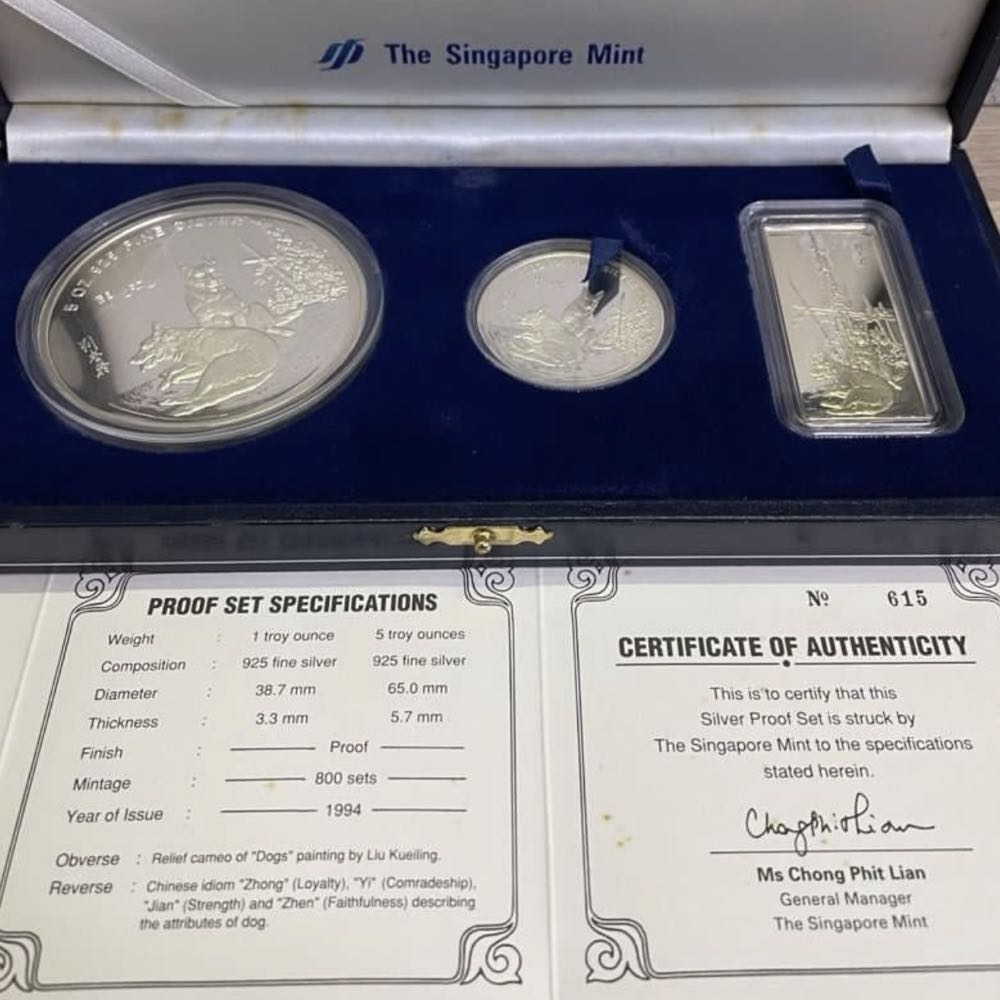 The Singapore Mint
5 OZ 925 FINE SILVER
PROOF SET SPECIFICATIONS
Weight : 1 troy ounce 5 troy ounces
Composition : 925 fine silver 925 fine silver
Diameter : 38.7 mm 65.0 mm
Thickness : 3.3 mm 5.7 mm
Finish : Proof
Mintage : 800 sets
Year of Issue : 1994
Obverse : Relief cameo of "Dogs" painting by Liu Kueiling.
Reverse : Chinese idiom "Zhong" (Loyalty), "Yi" (Comradeship),
"Jian" (Strength) and "Zhen" (Faithfulness) describing
the attributes of dog.
Nº 615
CERTIFICATE OF AUTHENTICITY
This is to certify that this
Silver Proof Set is struck by
The Singapore Mint to the specifications
stated herein.
Ms Chong Phit Lian
General Manager
The Singapore Mint